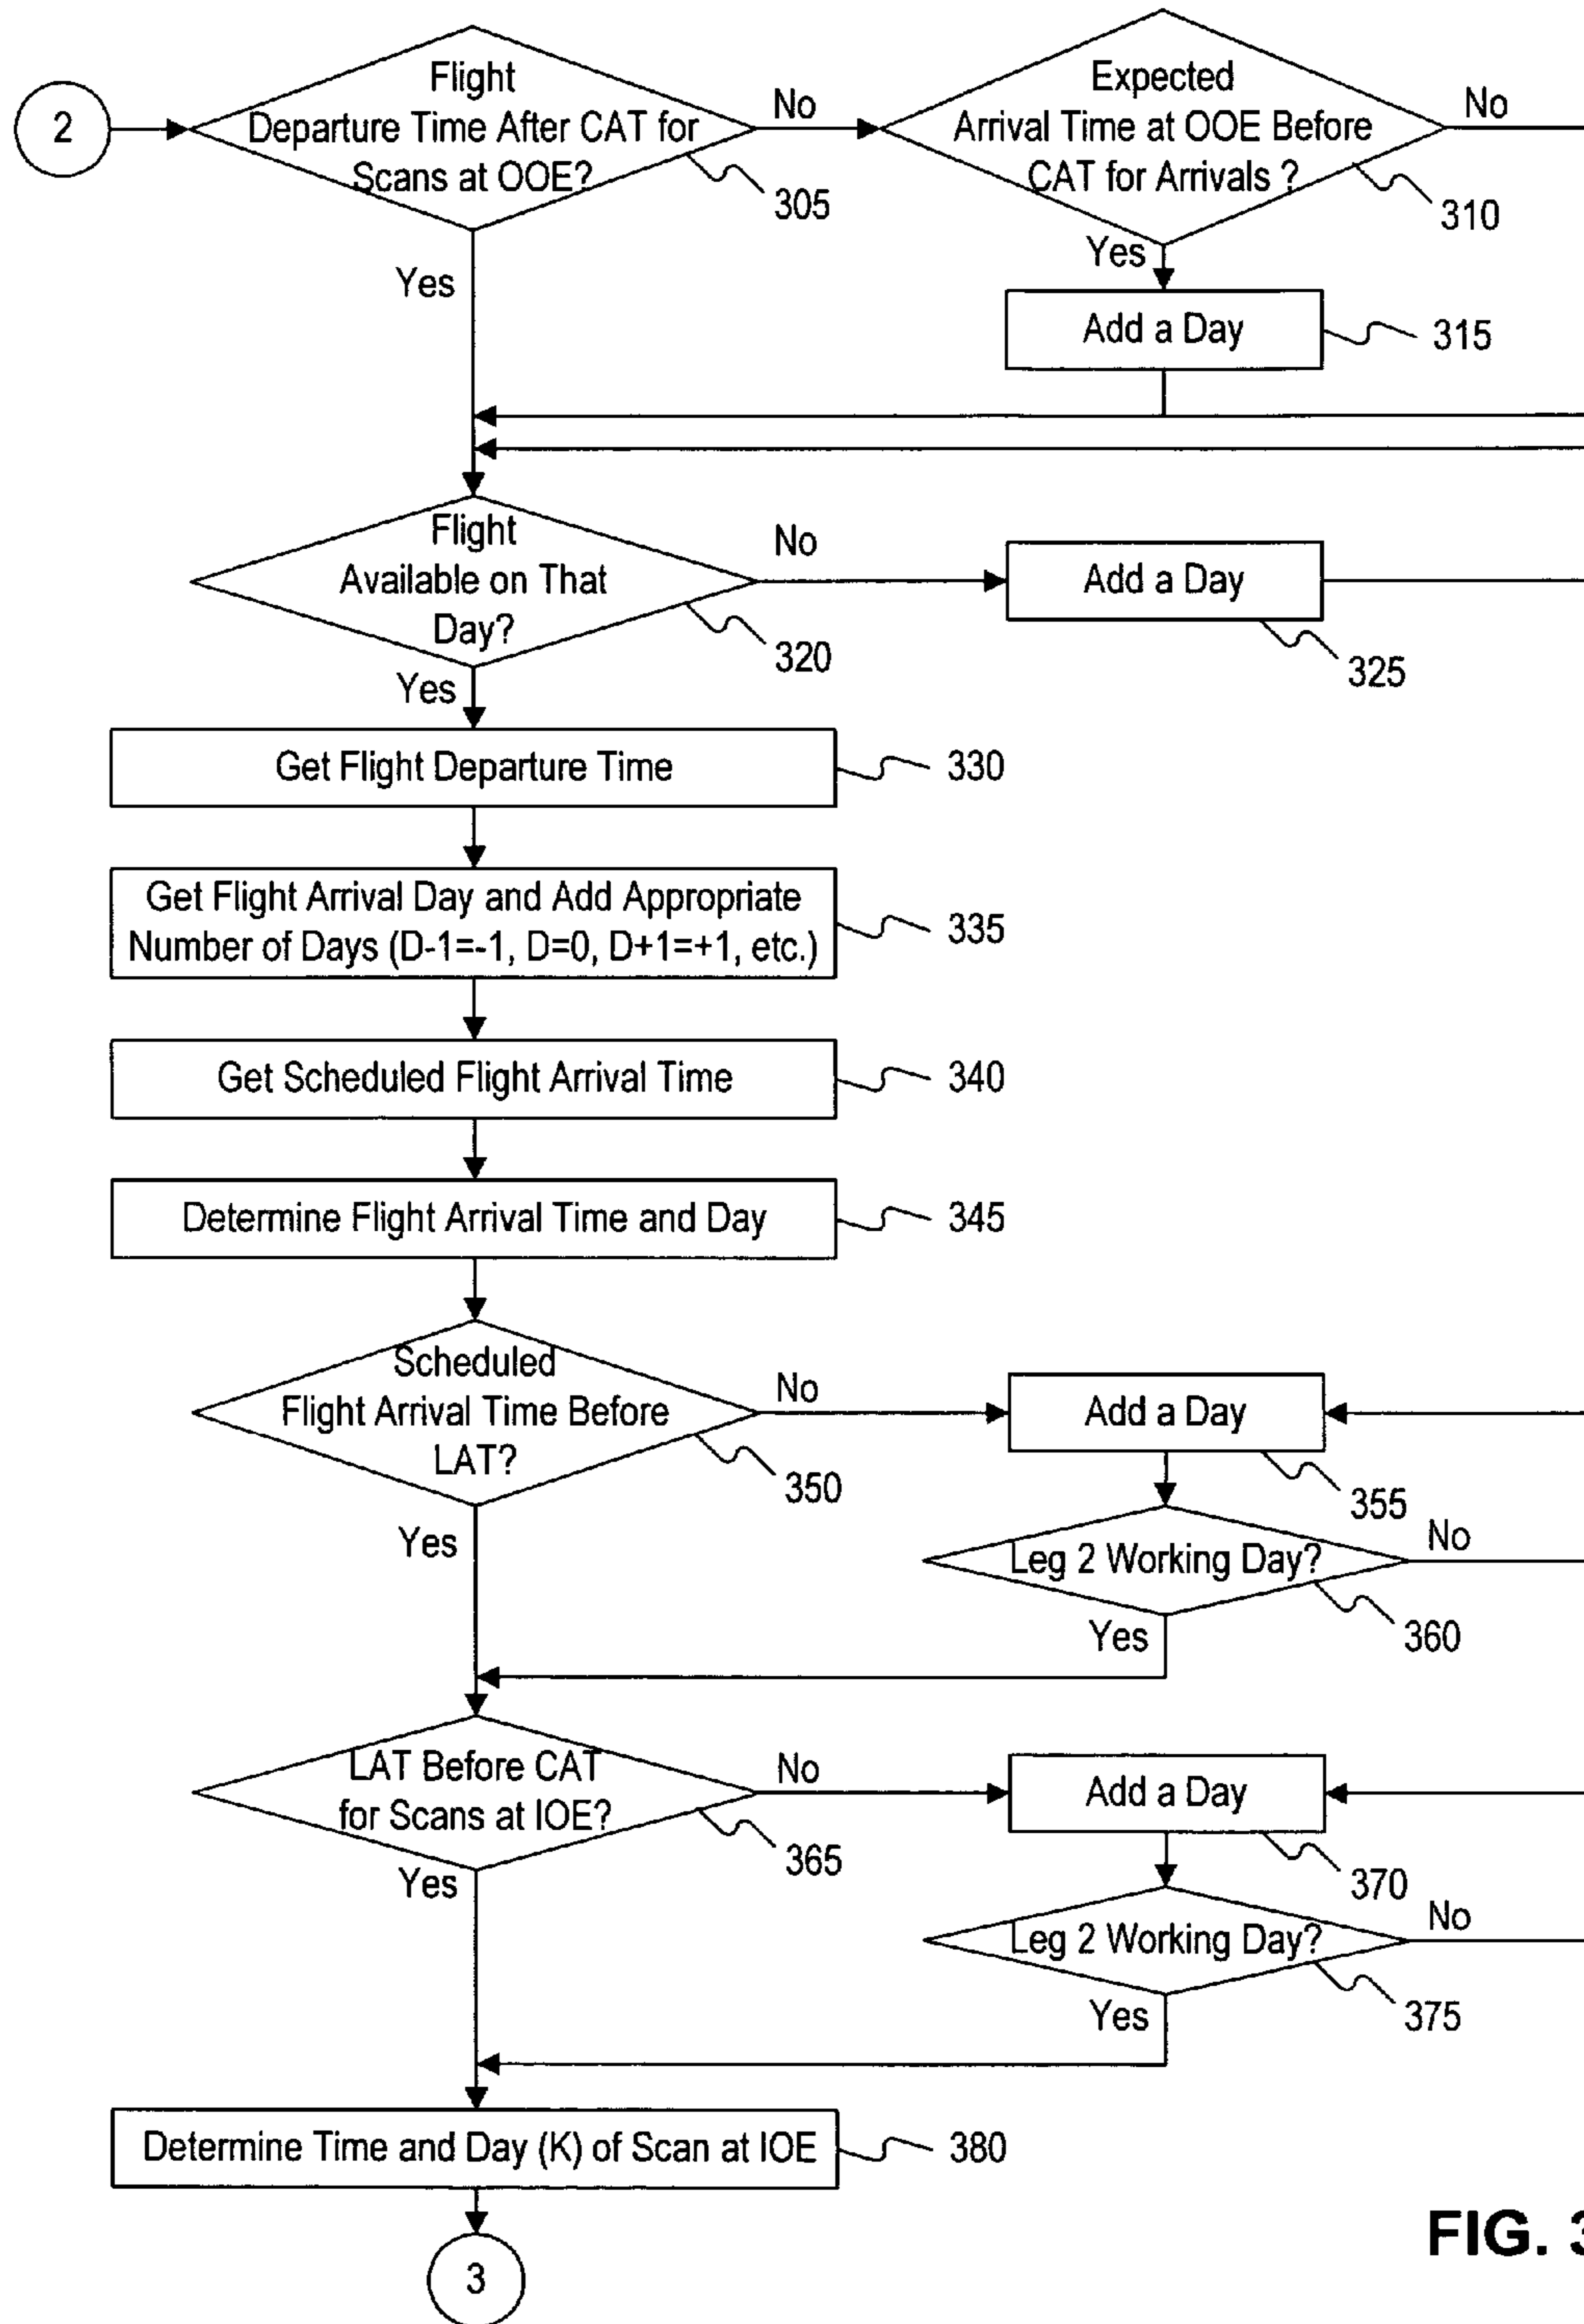 2
Flight
Departure Time After CAT for
Scans at OOE?
305
No
Expected
Arrival Time at OOE Before
CAT for Arrivals ?
310
No
Yes
Yes
Add a Day
315
Flight
Available on That
Day?
320
No
Add a Day
325
Yes
Get Flight Departure Time
330
Get Flight Arrival Day and Add Appropriate
Number of Days (D-1=-1, D=0, D+1=+1, etc.)
335
Get Scheduled Flight Arrival Time
340
Determine Flight Arrival Time and Day
345
Scheduled
Flight Arrival Time Before
LAT?
350
No
Add a Day
355
Yes
Leg 2 Working Day?
360
No
Yes
LAT Before CAT
for Scans at IOE?
365
No
Add a Day
370
Yes
Leg 2 Working Day?
375
No
Yes
Determine Time and Day (K) of Scan at IOE
380
3
FIG. 3